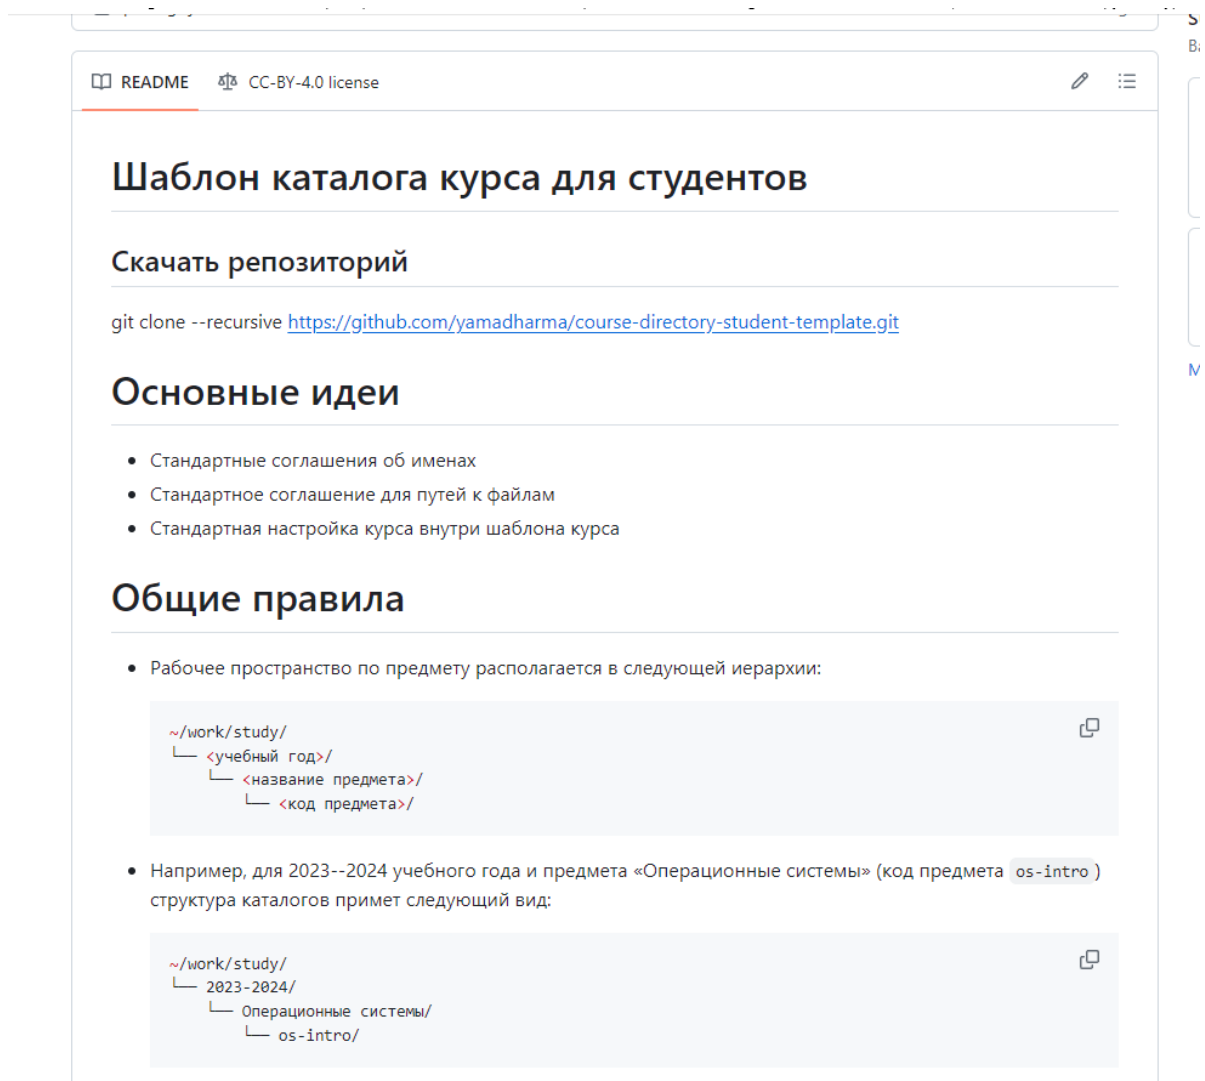 README
CC-BY-4.0 license
Шаблон каталога курса для студентов
Скачать репозиторий
git clone --recursive https://github.com/yamadharma/course-directory-student-template.git
Основные идеи
• Стандартные соглашения об именах
• Стандартное соглашение для путей к файлам
• Стандартная настройка курса внутри шаблона курса
Общие правила
• Рабочее пространство по предмету располагается в следующей иерархии:
~/work/study/
└── <учебный год>/
    └── <название предмета>/
        └── <код предмета>/
• Например, для 2023--2024 учебного года и предмета «Операционные системы» (код предмета os-intro )
структура каталогов примет следующий вид:
~/work/study/
└── 2023-2024/
    └── Операционные системы/
        └── os-intro/